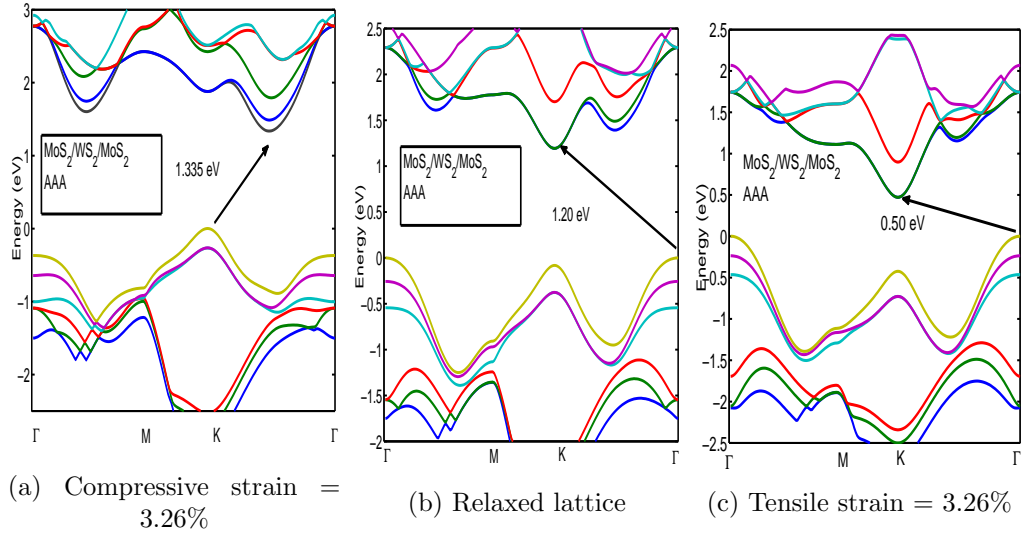 3
2
1
0
−1
−2
Energy (eV)
MoS₂/WS₂/MoS₂
AAA
1.335 eV
Γ
M
K
Γ
(a) Compressive strain =
3.26%
2.5
2
1.5
1
0.5
0
−0.5
−1
−1.5
−2
Energy (eV)
MoS₂/WS₂/MoS₂
AAA
1.20 eV
Γ
M
K
Γ
(b) Relaxed lattice
2.5
2
1.5
1
0.5
0
−0.5
−1
−1.5
−2
−2.5
Energy (eV)
MoS₂/WS₂/MoS₂
AAA
0.50 eV
Γ
M
K
Γ
(c) Tensile strain = 3.26%